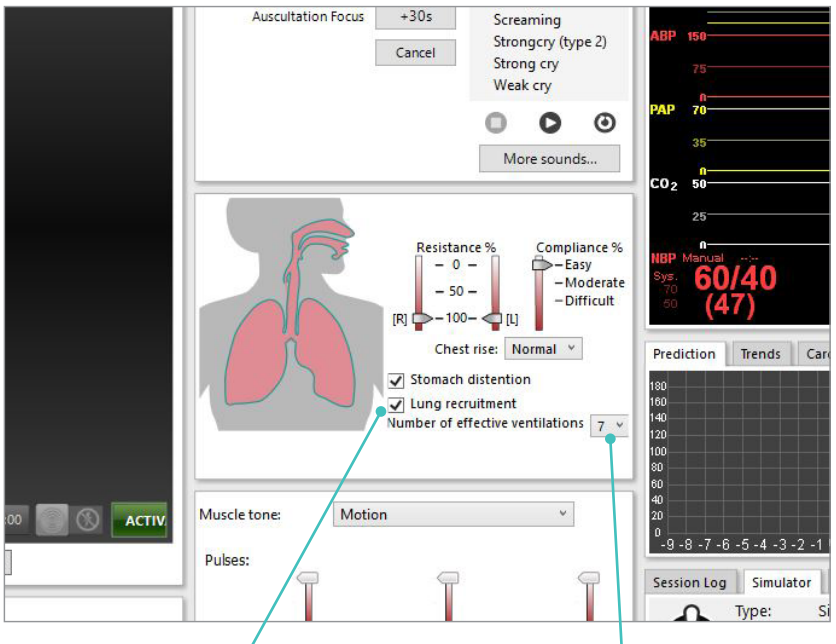 Auscultation Focus
+30s
Cancel
Screaming
Strongcry (type 2)
Strong cry
Weak cry
More sounds...
ABP 150
75
0
PAP 70
35
0
CO2 50
25
0
NBP Manual --:--
Sys.
70
50
60/40
(47)
Resistance %
0
50
[R] 100 [L]
Compliance %
Easy
Moderate
Difficult
Chest rise: Normal
Stomach distention
Lung recruitment
Number of effective ventilations 7
Prediction Trends
180
160
140
120
100
80
60
40
20
0
-9 -8 -7 -6 -5 -4 -3 -2 -1
:00
ACTIV
Muscle tone: Motion
Pulses:
Session Log Simulator
Type: